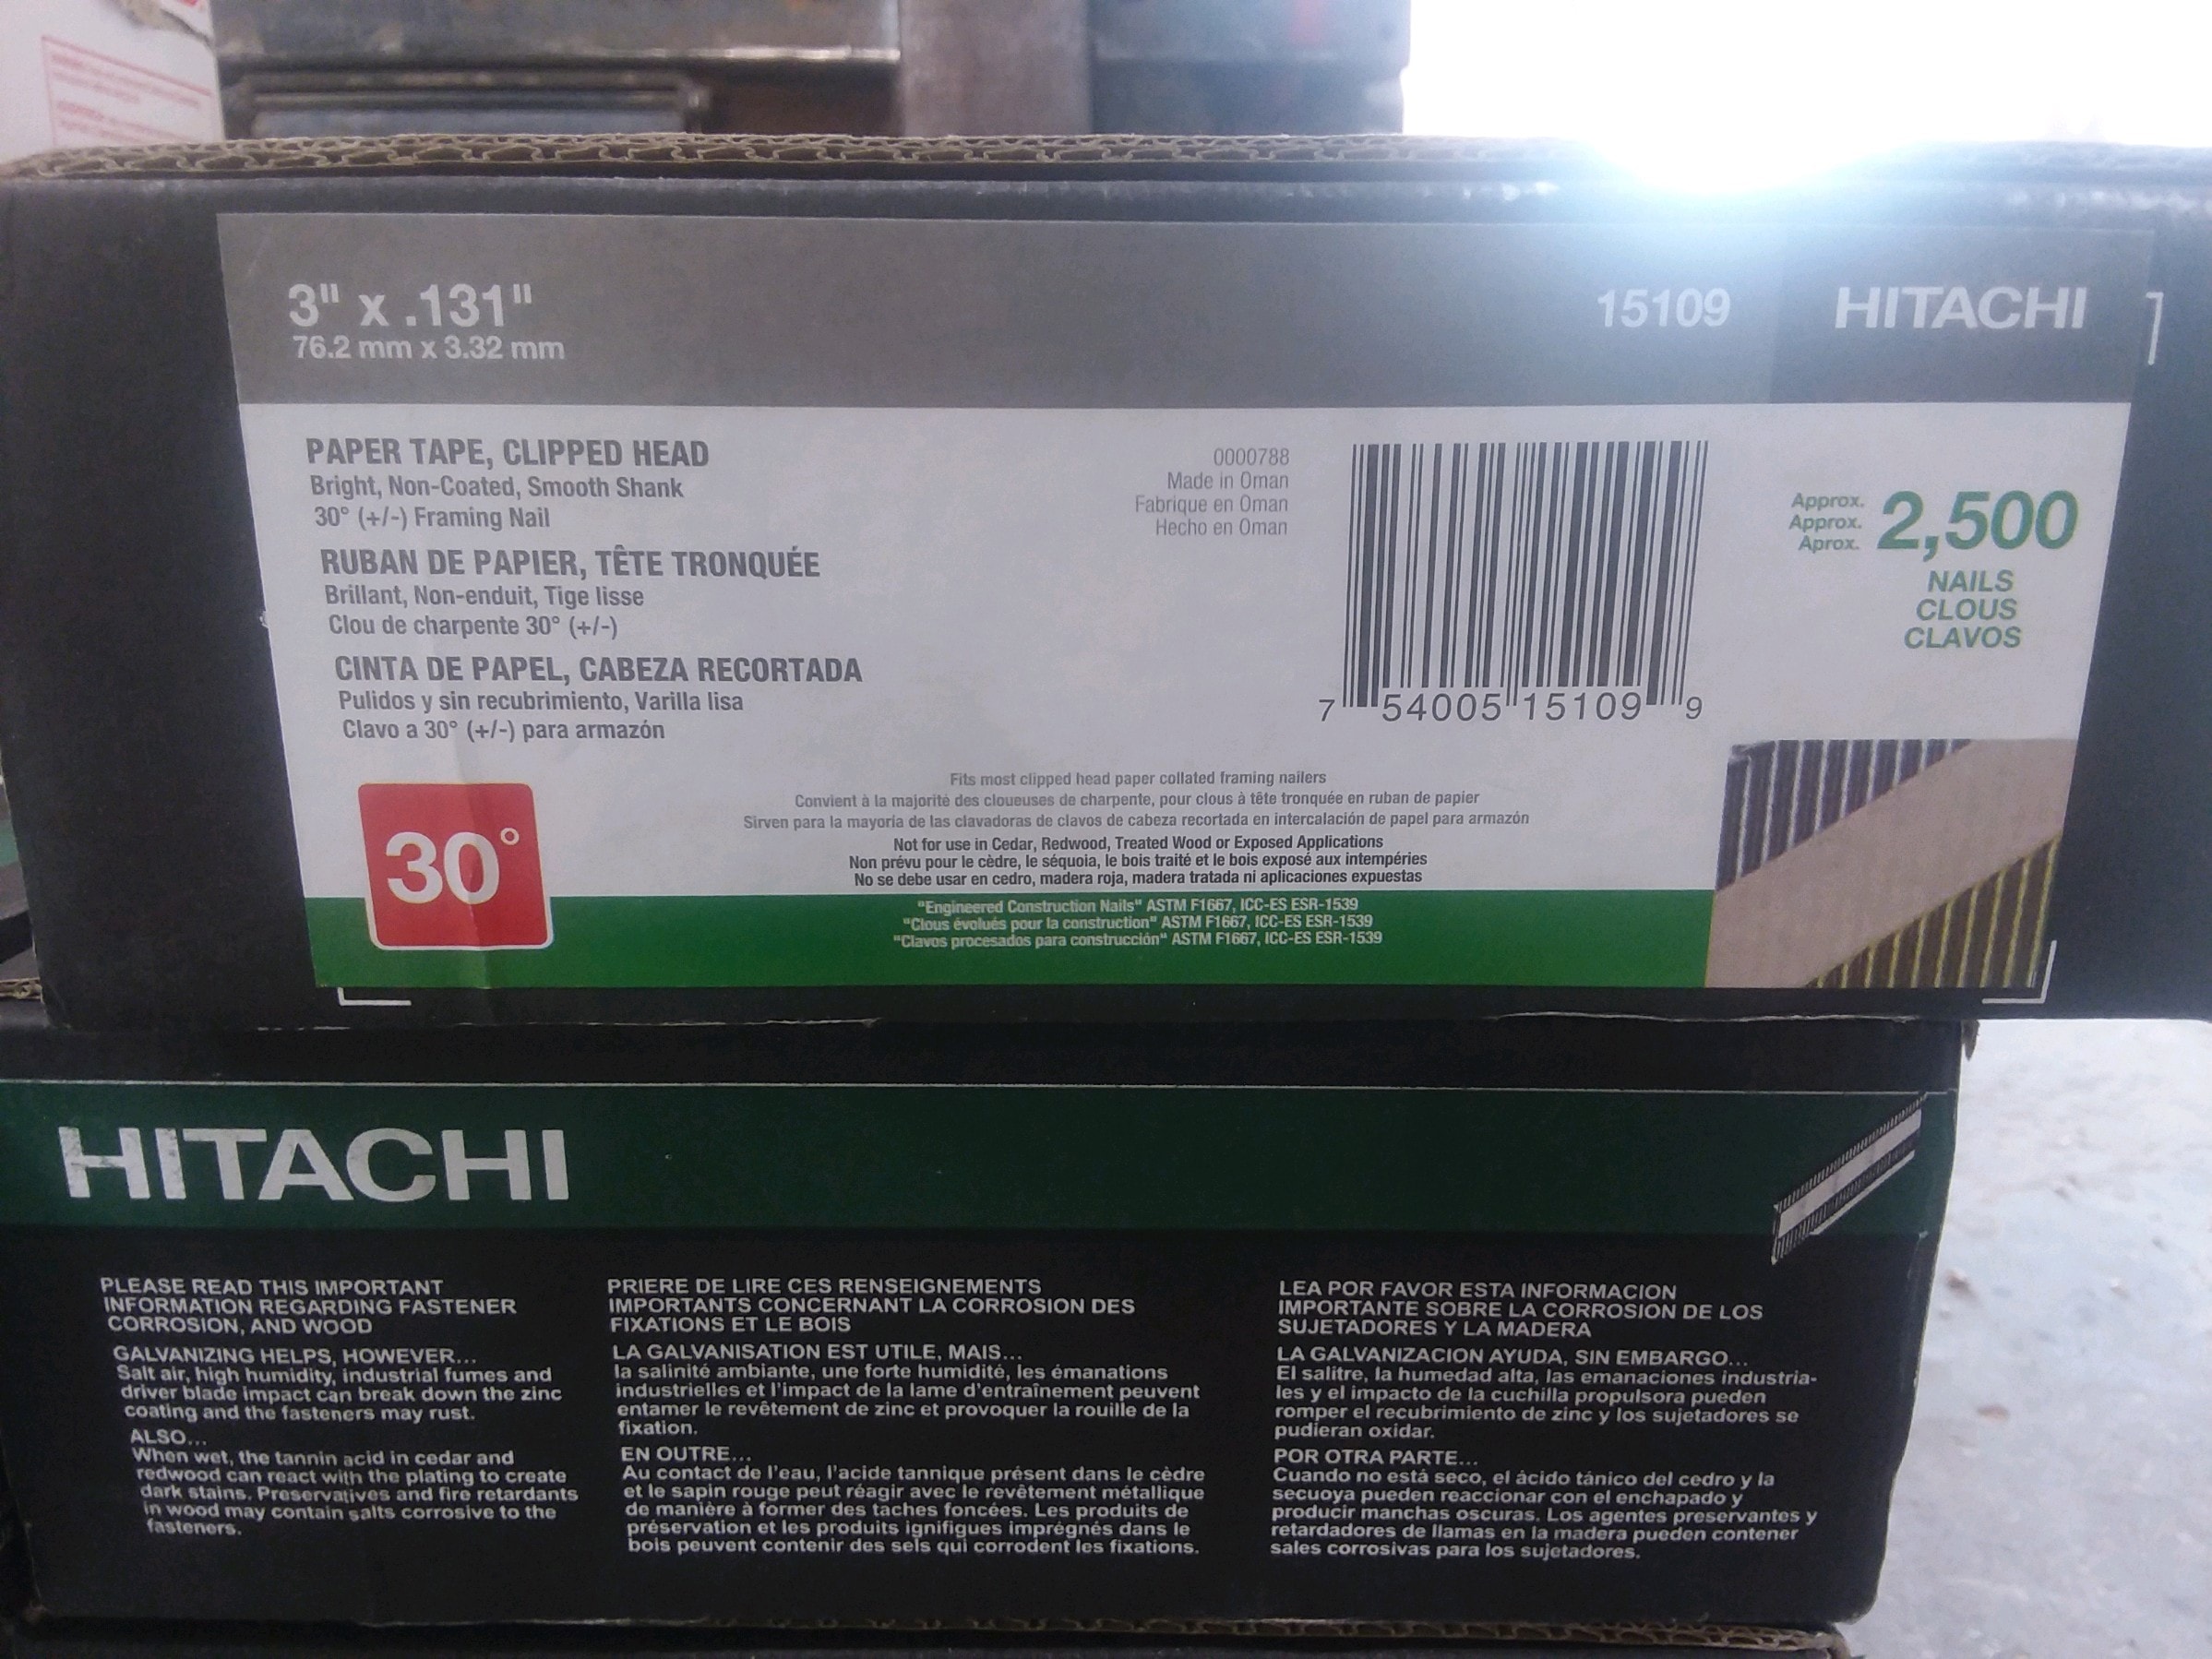 3" x .131"
76.2 mm x 3.32 mm
15109
HITACHI
PAPER TAPE, CLIPPED HEAD
Bright, Non-Coated, Smooth Shank
30° (+/-) Framing Nail
RUBAN DE PAPIER, TÊTE TRONQUÉE
Brillant, Non-enduit, Tige lisse
Clou de charpente 30° (+/-)
CINTA DE PAPEL, CABEZA RECORTADA
Pulidos y sin recubrimiento, Varilla lisa
Clavo a 30° (+/-) para armazón
0000788
Made in Oman
Fabrique en Oman
Hecho en Oman
7 54005 15109 9
Approx.
Approx.
Aprox.
2,500
NAILS
CLOUS
CLAVOS
30°
Fits most clipped head paper collated framing nailers
Convient à la majorité des cloueuses de charpente, pour clous à tête tronquée en ruban de papier
Sirven para la mayoría de las clavadoras de clavos de cabeza recortada en intercalación de papel para armazón
Not for use in Cedar, Redwood, Treated Wood or Exposed Applications
Non prévu pour le cèdre, le séquoia, le bois traité et le bois exposé aux intempéries
No se debe usar en cedro, madera roja, madera tratada ni aplicaciones expuestas
"Engineered Construction Nails" ASTM F1667, ICC-ES ESR-1539
"Clous évolués pour la construction" ASTM F1667, ICC-ES ESR-1539
"Clavos procesados para construcción" ASTM F1667, ICC-ES ESR-1539
HITACHI
PLEASE READ THIS IMPORTANT
INFORMATION REGARDING FASTENER
CORROSION, AND WOOD
GALVANIZING HELPS, HOWEVER...
Salt air, high humidity, industrial fumes and
driver blade impact can break down the zinc
coating and the fasteners may rust.
ALSO...
When wet, the tannin acid in cedar and
redwood can react with the plating to create
dark stains. Preservatives and fire retardants
in wood may contain salts corrosive to the
fasteners.
PRIERE DE LIRE CES RENSEIGNEMENTS
IMPORTANTS CONCERNANT LA CORROSION DES
FIXATIONS ET LE BOIS
LA GALVANISATION EST UTILE, MAIS...
la salinité ambiante, une forte humidité, les émanations
industrielles et l'impact de la lame d'entraînement peuvent
entamer le revêtement de zinc et provoquer la rouille de la
fixation.
EN OUTRE...
Au contact de l'eau, l'acide tannique présent dans le cèdre
et le sapin rouge peut réagir avec le revêtement métallique
de manière à former des taches foncées. Les produits de
préservation et les produits ignifiges imprégnés dans le
bois peuvent contenir des sels qui corrodent les fixations.
LEA POR FAVOR ESTA INFORMACION
IMPORTANTE SOBRE LA CORROSION DE LOS
SUJETADORES Y LA MADERA
LA GALVANIZACION AYUDA, SIN EMBARGO...
El salitre, la humedad alta, las emanaciones industria-
les y el impacto de la cuchilla propulsora pueden
romper el recubrimiento de zinc y los sujetadores se
pudieran oxidar.
POR OTRA PARTE...
Cuando no está seco, el ácido tánico del cedro y la
secuoya pueden reaccionar con el enchapado y
producir manchas oscuras. Los agentes preservantes y
retardadores de llamas en la madera pueden contener
sales corrosivas para los sujetadores.